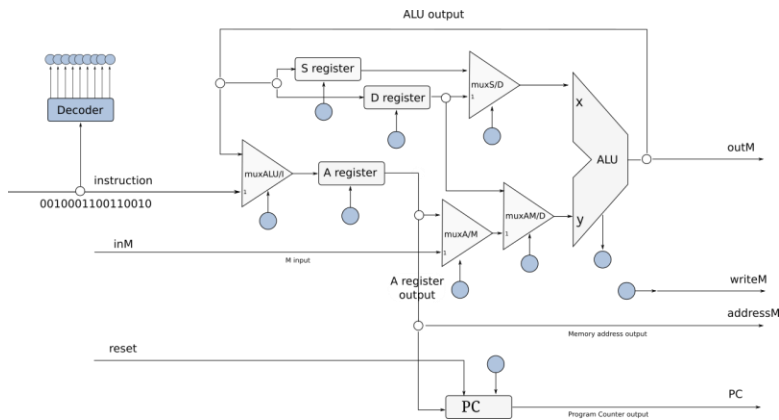 ALU output
S register
muxS/D
1
Decoder
D register
x
ALU
outM
instruction
0010001100110010
muxALU/I
1
A register
y
muxA/M
1
muxAM/D
1
inM
M input
A register
output
writeM
addressM
Memory address output
reset
PC
PC
Program Counter output